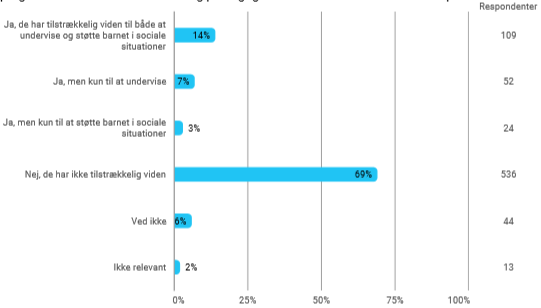 Respondenter
Ja, de har tilstrækkelig viden til både at
undervise og støtte barnet i sociale
situationer
14%
109
Ja, men kun til at undervise
7%
52
Ja, men kun til at støtte barnet i sociale
situationer
3%
24
Nej, de har ikke tilstrækkelig viden
69%
536
Ved ikke
6%
44
Ikke relevant
2%
13
0%
25%
50%
75%
100%